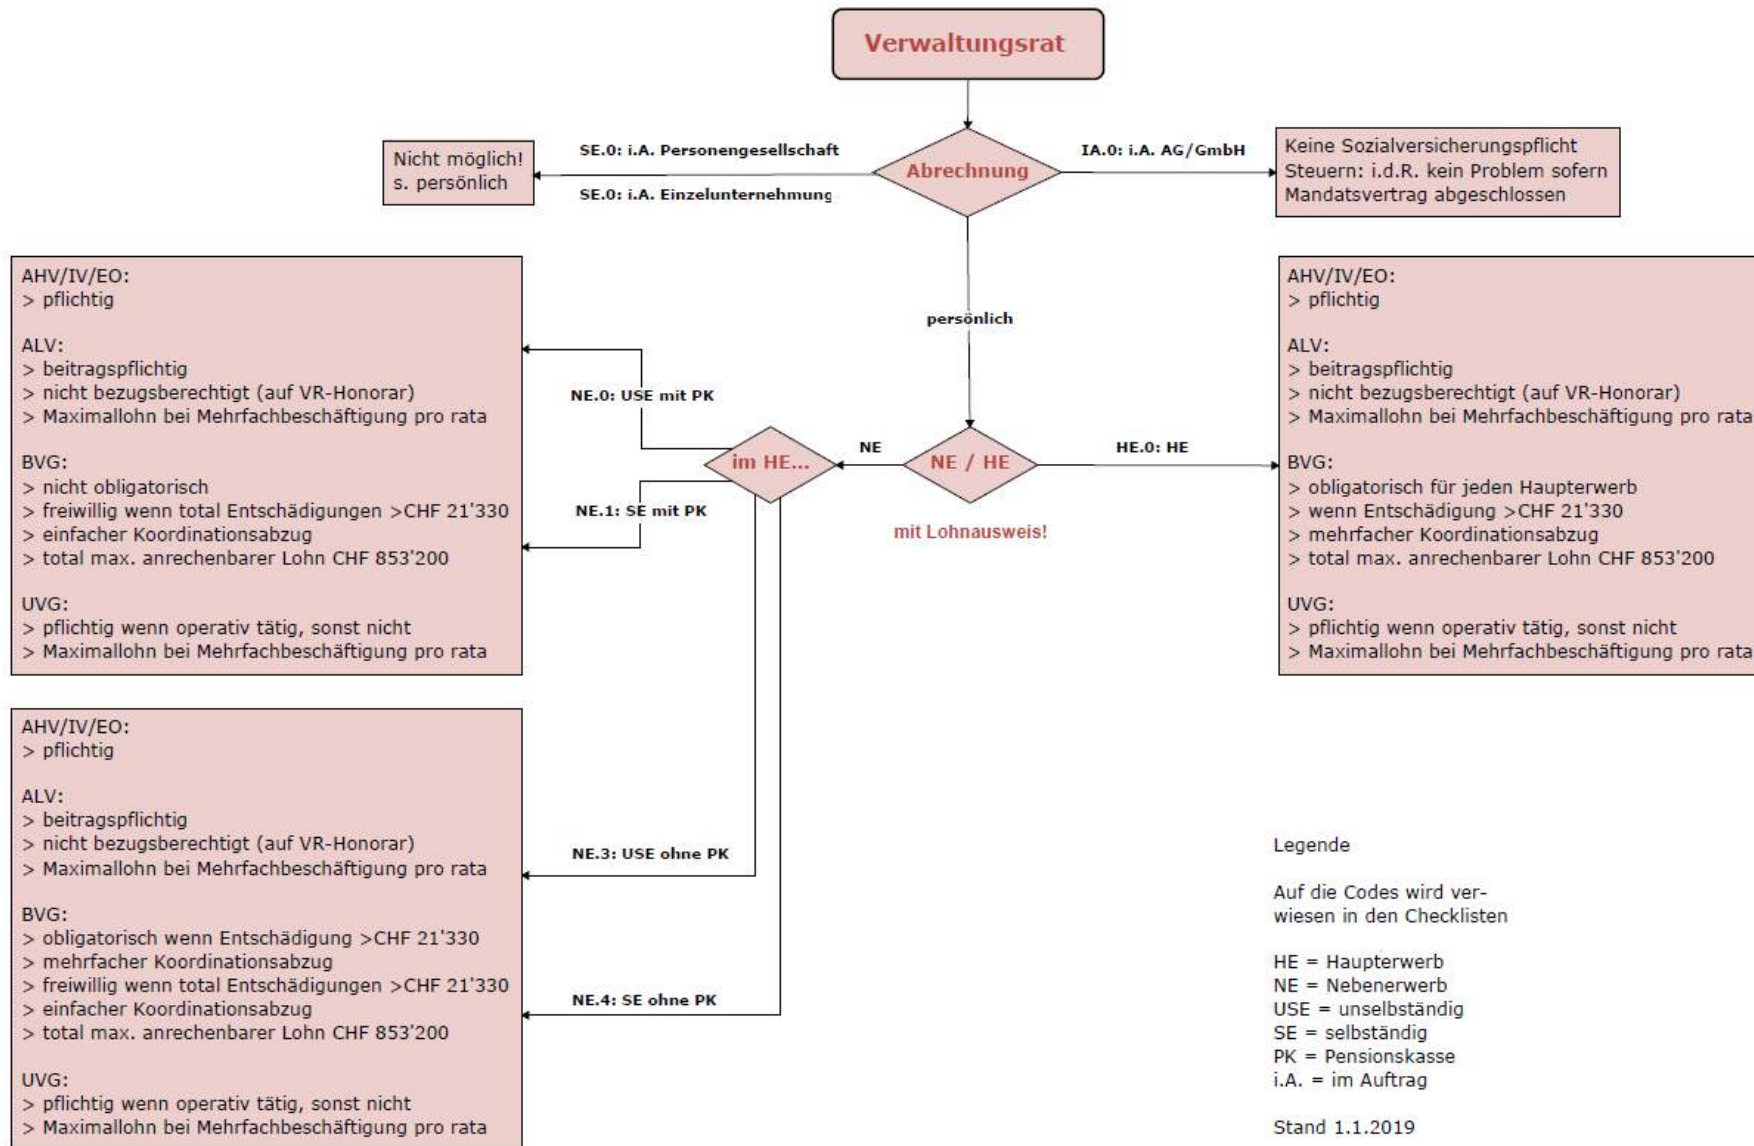 Verwaltungsrat
Abrechnung
SE.0: i.A. Personengesellschaft
SE.0: i.A. Einzelunternehmung
Nicht möglich!
s. persönlich
IA.0: i.A. AG/GmbH
Keine Sozialversicherungspflicht
Steuern: i.d.R. kein Problem sofern
Mandatsvertrag abgeschlossen
persönlich
NE / HE
mit Lohnausweis!
NE
im HE...
HE.0: HE
NE.0: USE mit PK
NE.1: SE mit PK
AHV/IV/EO:
> pflichtig
ALV:
> beitragspflichtig
> nicht bezugsberechtigt (auf VR-Honorar)
> Maximallohn bei Mehrfachbeschäftigung pro rata
BVG:
> nicht obligatorisch
> freiwillig wenn total Entschädigungen >CHF 21'330
> einfacher Koordinationsabzug
> total max. anrechenbarer Lohn CHF 853'200
UVG:
> pflichtig wenn operativ tätig, sonst nicht
> Maximallohn bei Mehrfachbeschäftigung pro rata
AHV/IV/EO:
> pflichtig
ALV:
> beitragspflichtig
> nicht bezugsberechtigt (auf VR-Honorar)
> Maximallohn bei Mehrfachbeschäftigung pro rata
BVG:
> obligatorisch für jeden Haupterwerb
> wenn Entschädigung >CHF 21'330
> mehrfacher Koordinationsabzug
> total max. anrechenbarer Lohn CHF 853'200
UVG:
> pflichtig wenn operativ tätig, sonst nicht
> Maximallohn bei Mehrfachbeschäftigung pro rata
NE.3: USE ohne PK
NE.4: SE ohne PK
AHV/IV/EO:
> pflichtig
ALV:
> beitragspflichtig
> nicht bezugsberechtigt (auf VR-Honorar)
> Maximallohn bei Mehrfachbeschäftigung pro rata
BVG:
> obligatorisch wenn Entschädigung >CHF 21'330
> mehrfacher Koordinationsabzug
> freiwillig wenn total Entschädigungen >CHF 21'330
> einfacher Koordinationsabzug
> total max. anrechenbarer Lohn CHF 853'200
UVG:
> pflichtig wenn operativ tätig, sonst nicht
> Maximallohn bei Mehrfachbeschäftigung pro rata
Legende
Auf die Codes wird ver-
wiesen in den Checklisten
HE = Haupterwerb
NE = Nebenerwerb
USE = unselbständig
SE = selbständig
PK = Pensionskasse
i.A. = im Auftrag
Stand 1.1.2019